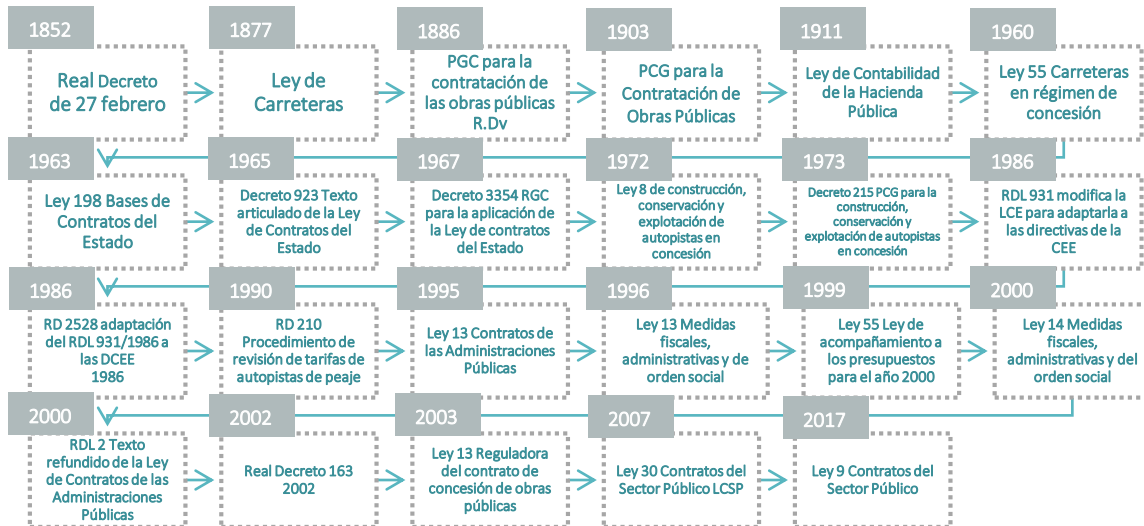 1852
Real Decreto
de 27 febrero
1877
Ley de
Carreteras
1886
PGC para la
contratación de
las obras públicas
R.Dv
1903
PCG para la
Contratación de
Obras Públicas
1911
Ley de Contabilidad
de la Hacienda
Pública
1960
Ley 55 Carreteras
en régimen de
concesión
1963
Ley 198 Bases de
Contratos del
Estado
1965
Decreto 923 Texto
articulado de la Ley
de Contratos del
Estado
1967
Decreto 3354 RGC
para la aplicación de
la Ley de contratos
del Estado
1972
Ley 8 de construcción,
conservación y
explotación de
autopistas en
concesión
1973
Decreto 215 PCG para la
construcción,
conservación y
explotación de autopistas
en concesión
1986
RDL 931 modifica la
LCE para adaptarla a
las directivas de la
CEE
1986
RD 2528 adaptación
del RDL 931/1986 a
las DCEE
1986
1990
RD 210
Procedimiento de
revisión de tarifas de
autopistas de peaje
1995
Ley 13 Contratos de
las Administraciones
Públicas
1996
Ley 13 Medidas
fiscales,
administrativas y de
orden social
1999
Ley 55 Ley de
acompañamiento a
los presupuestos
para el año 2000
2000
Ley 14 Medidas
fiscales,
administrativas y del
orden social
2000
RDL 2 Texto
refundido de la Ley
de Contratos de las
Administraciones
Públicas
2002
Real Decreto 163
2002
2003
Ley 13 Reguladora
del contrato de
concesión de obras
públicas
2007
Ley 30 Contratos del
Sector Público LCSP
2017
Ley 9 Contratos del
Sector Público